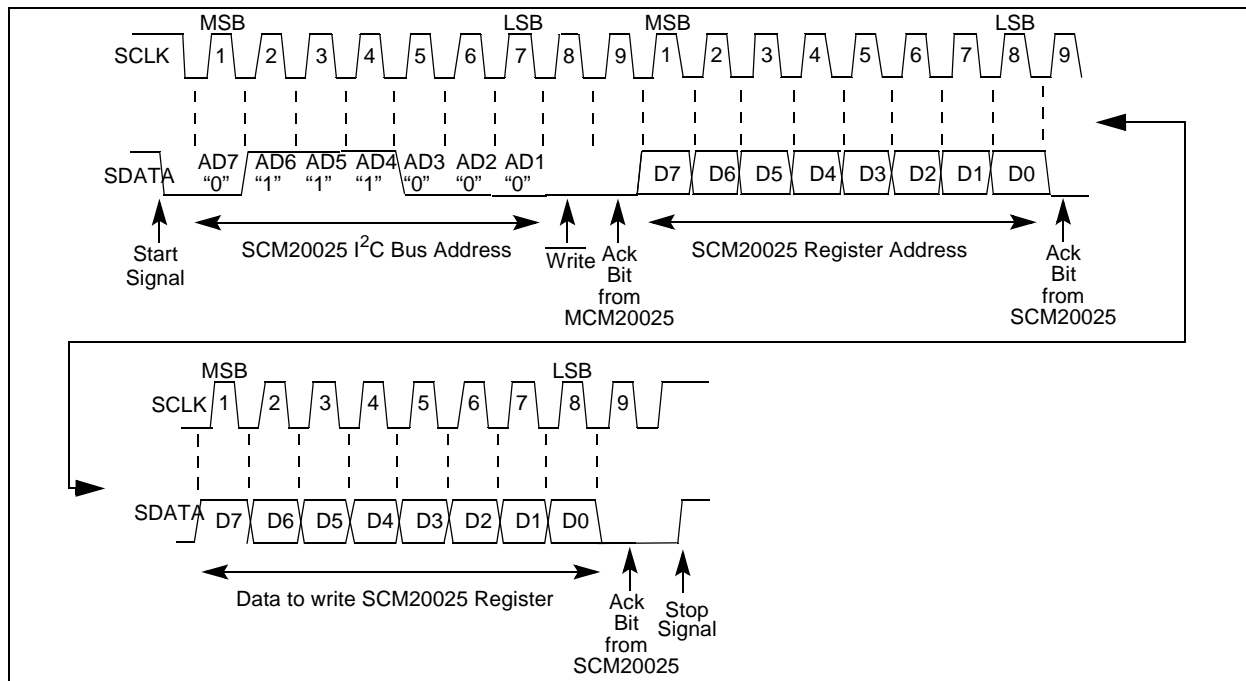 MSB LSB MSB LSB
SCLK 1 2 3 4 5 6 7 8 9 1 2 3 4 5 6 7 8 9
AD7 AD6 AD5 AD4 AD3 AD2 AD1
SDATA “0” “1” “1” “1” “0” “0” “0” D7 D6 D5 D4 D3 D2 D1 D0
Start
Signal
SCM20025 I²C Bus Address
Write
Ack
Bit
from
MCM20025
SCM20025 Register Address
Ack
Bit
from
SCM20025
MSB LSB
SCLK 1 2 3 4 5 6 7 8 9
SDATA D7 D6 D5 D4 D3 D2 D1 D0
Data to write SCM20025 Register
Ack
Bit
from
SCM20025
Stop
Signal